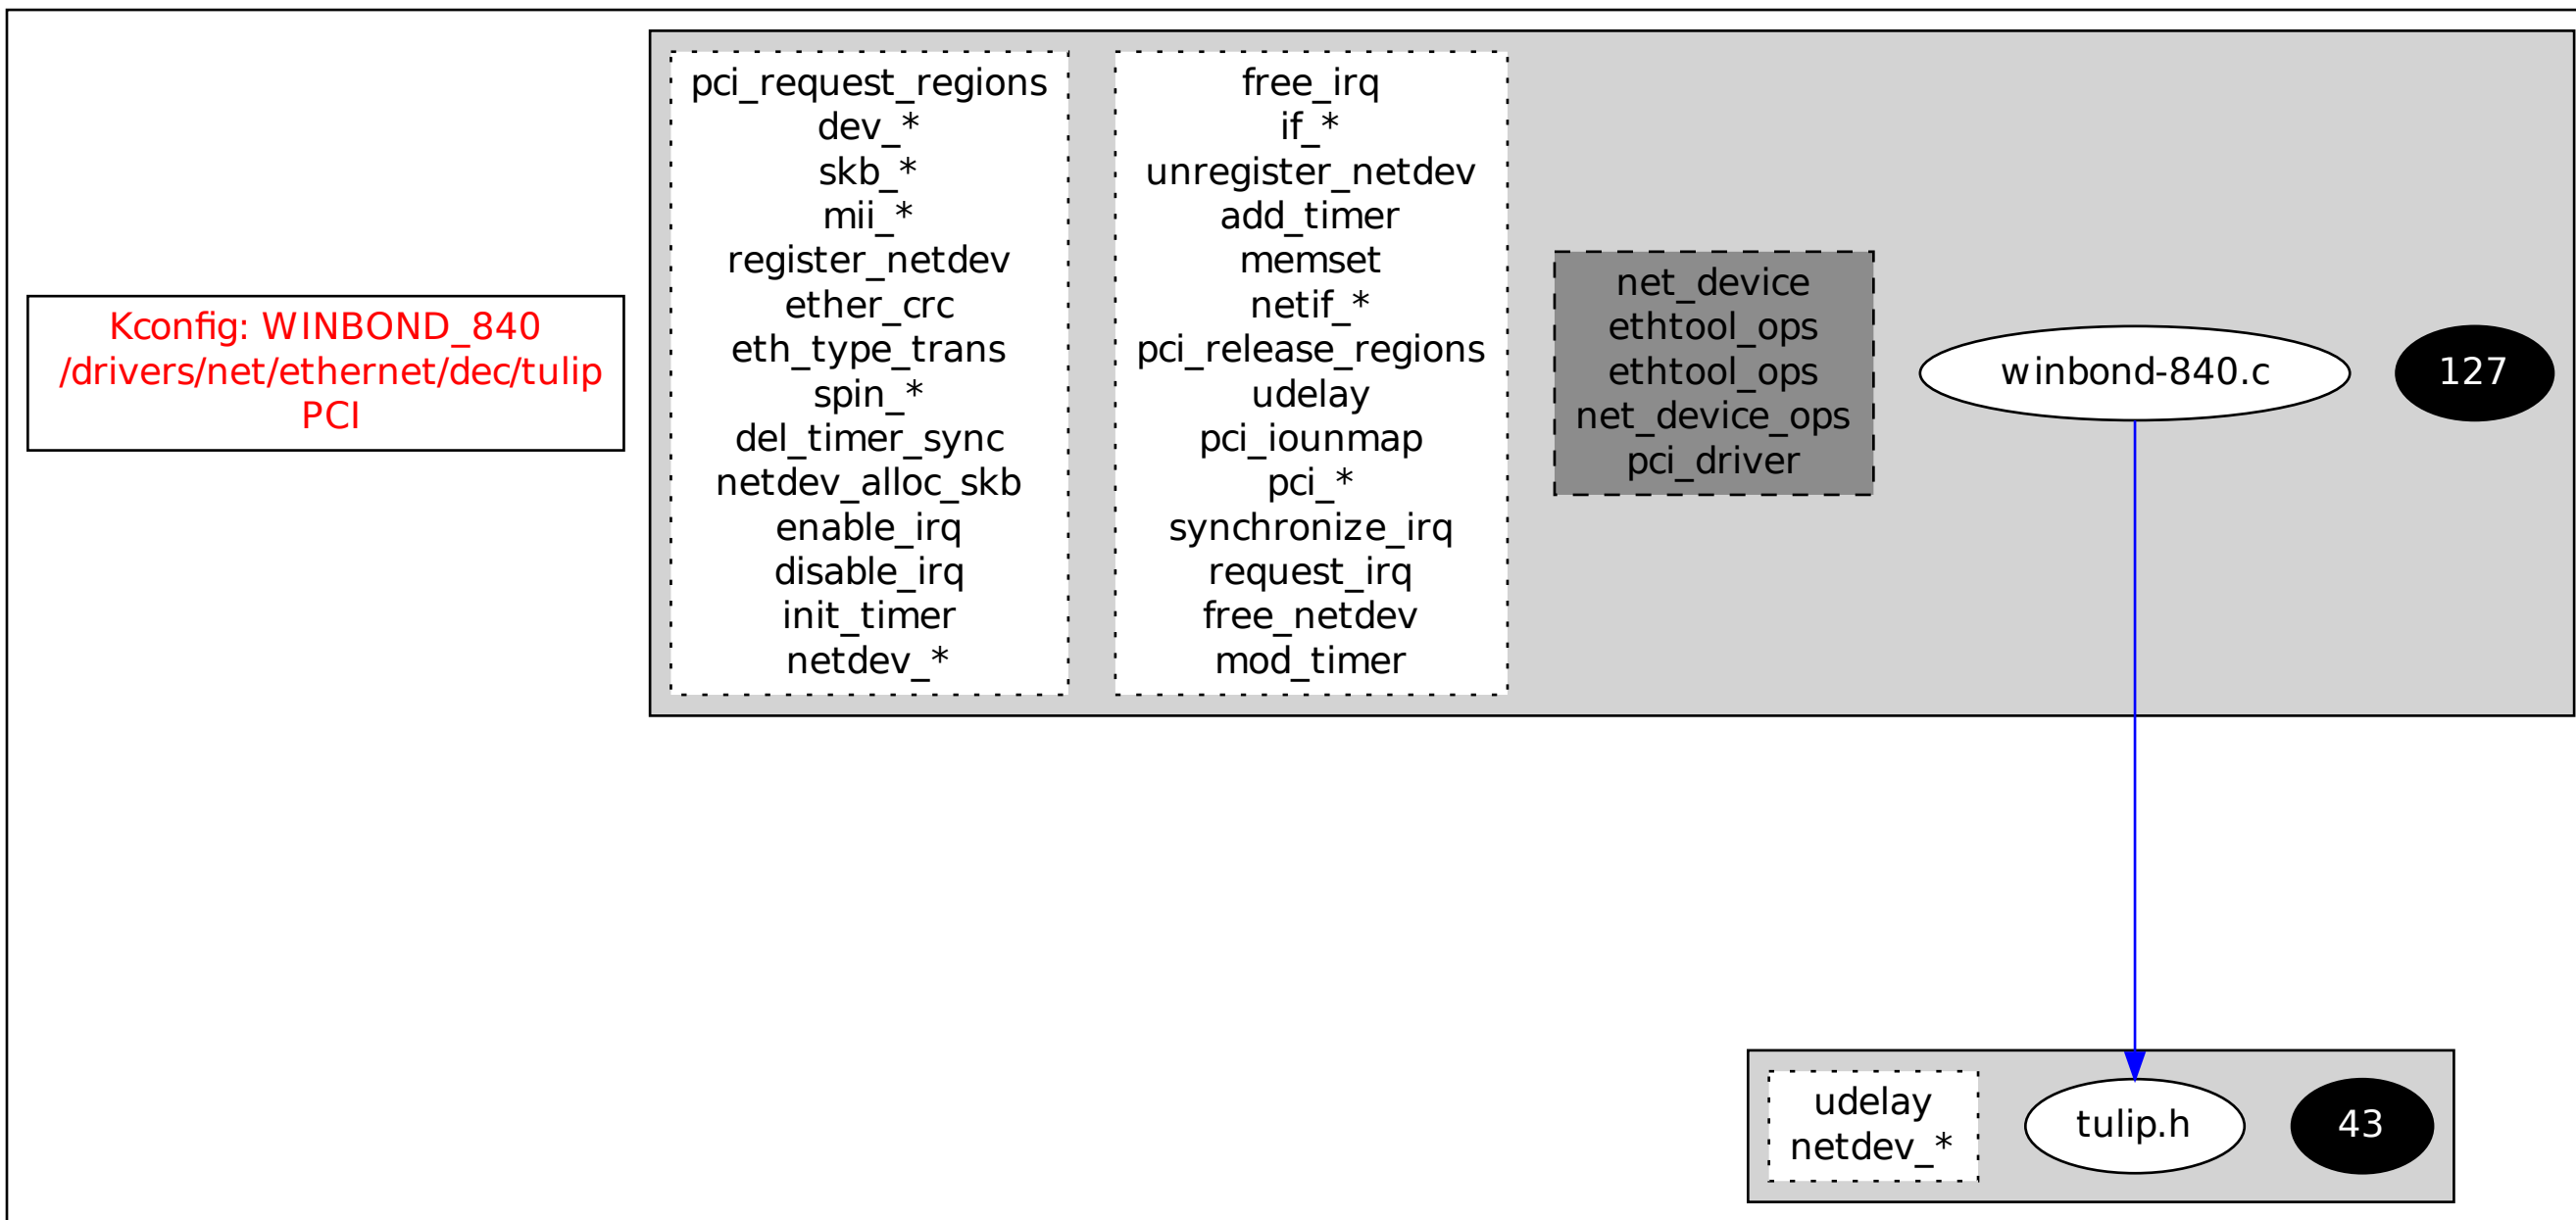 Kconfig: WINBOND_840
/drivers/net/ethernet/dec/tulip
PCI
pci_request_regions
dev_*
skb_*
mii_*
register_netdev
ether_crc
eth_type_trans
spin_*
del_timer_sync
netdev_alloc_skb
enable_irq
disable_irq
init_timer
netdev_*
free_irq
if_*
unregister_netdev
add_timer
memset
netif_*
pci_release_regions
udelay
pci_iounmap
pci_*
synchronize_irq
request_irq
free_netdev
mod_timer
net_device
ethtool_ops
ethtool_ops
net_device_ops
pci_driver
winbond-840.c
127
udelay
netdev_*
tulip.h
43